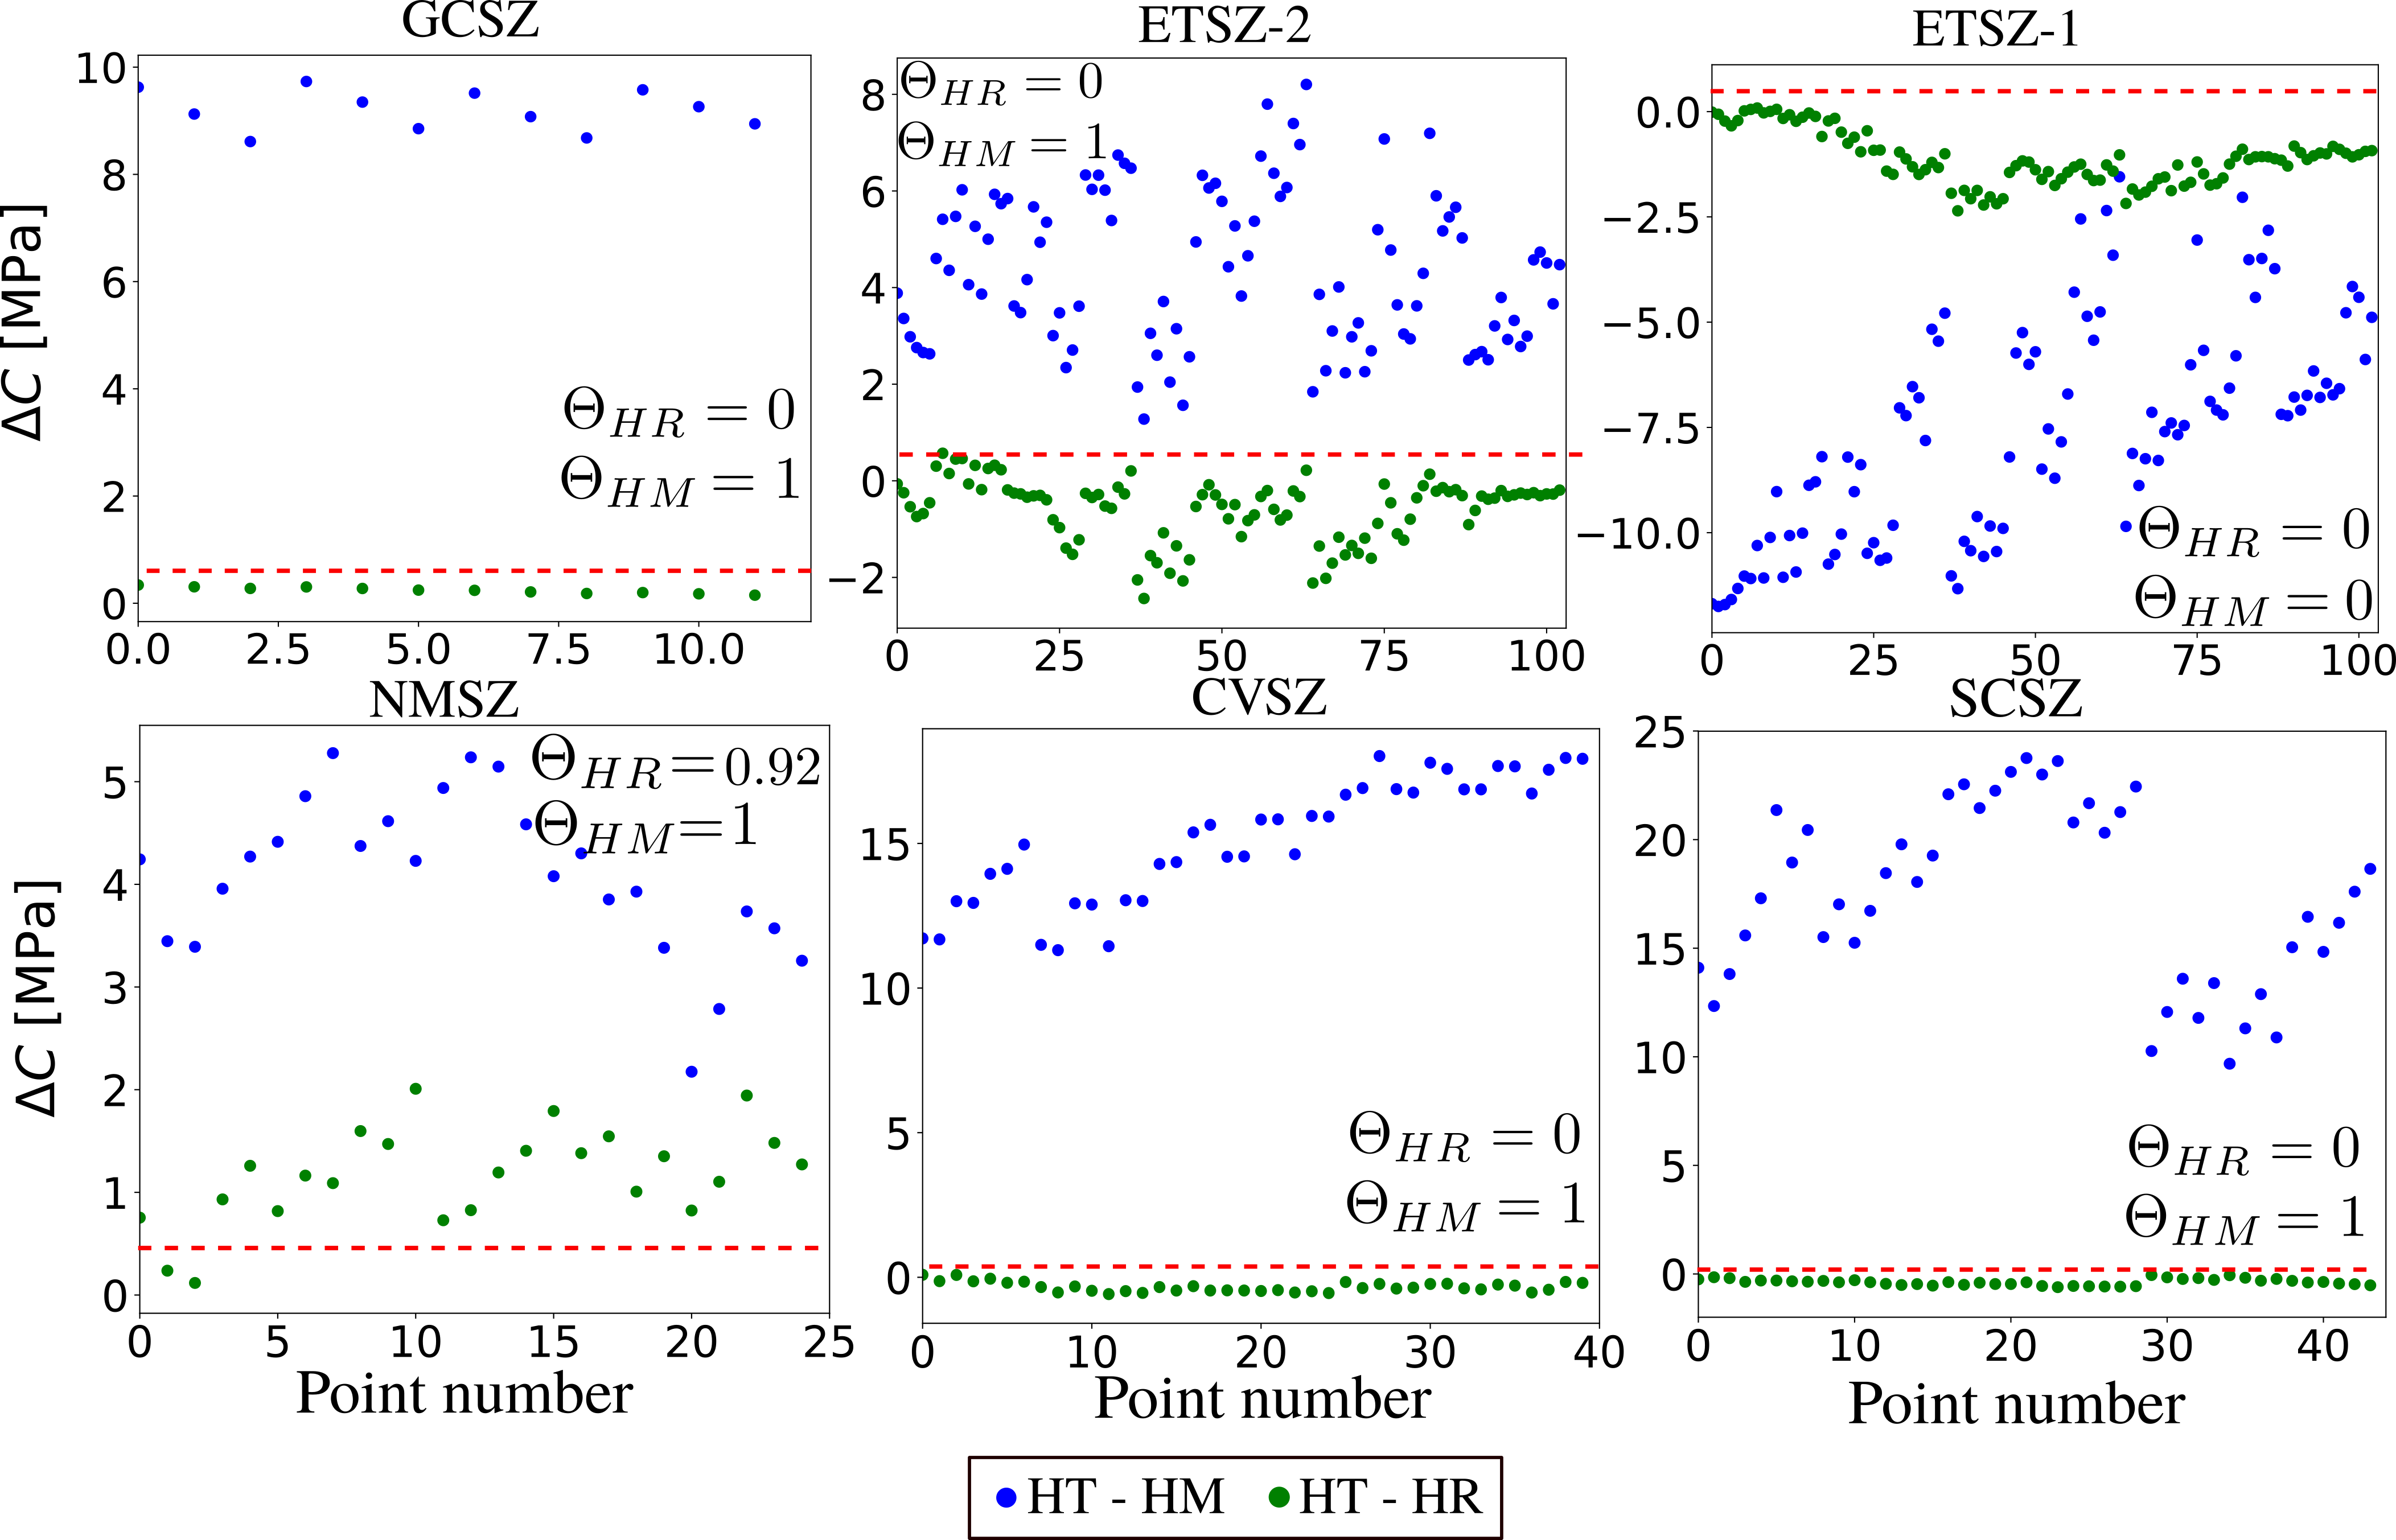 GCSZ
ΔC [MPa]
10
8
6
4
2
0
0.0 2.5 5.0 7.5 10.0
Θ_HR = 0
Θ_HM = 1
ETSZ-2
Θ_HR = 0
Θ_HM = 1
8
6
4
2
0
−2
0 25 50 75 100
ETSZ-1
0.0
−2.5
−5.0
−7.5
−10.0
0 25 50 75 100
Θ_HR = 0
Θ_HM = 0
NMSZ
ΔC [MPa]
Θ_HR=0.92
Θ_HM=1
5
4
3
2
1
0
0 5 10 15 20 25
Point number
CVSZ
15
10
5
0
0 10 20 30 40
Θ_HR = 0
Θ_HM = 1
Point number
SCSZ
25
20
15
10
5
0
0 10 20 30 40
Θ_HR = 0
Θ_HM = 1
Point number
HT - HM HT - HR